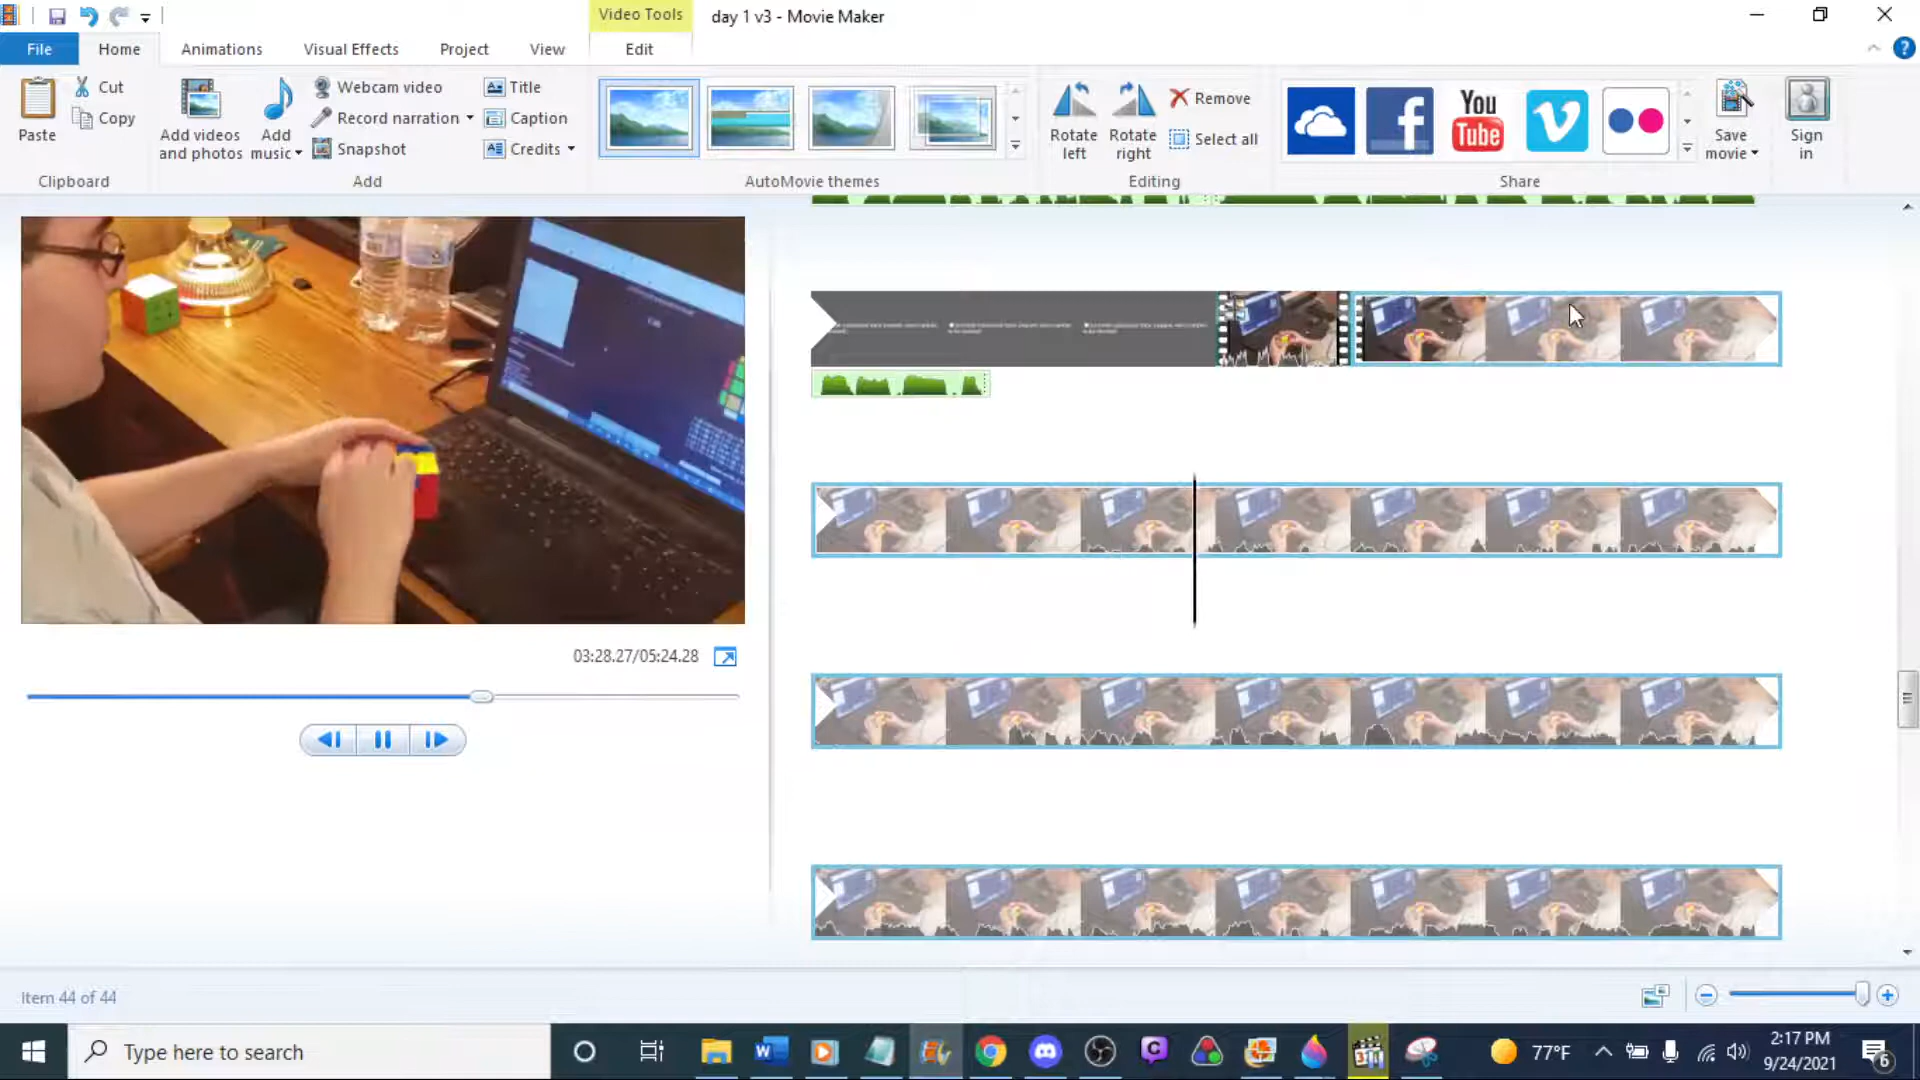 Video Tools
day 1 v3 - Movie Maker
File
Home
Animations
Visual Effects
Project
View
Edit
?
Paste
Cut
Copy
Clipboard
Add videos
and photos
Add
music
Webcam video
Record narration
Snapshot
Title
Caption
Credits
Add
AutoMovie themes
Rotate
left
Rotate
right
Remove
Select all
Editing
f
You
Tube
Share
Save
movie
Sign
in
03:28.27/05:24.28
Item 44 of 44
Type here to search
77°F
2:17 PM
9/24/2021
6